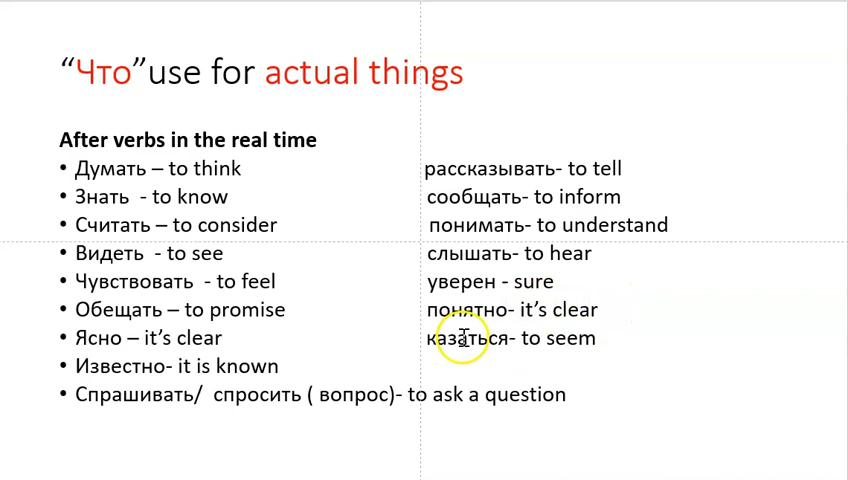 “Что”use for actual things
After verbs in the real time
• Думать – to think рассказывать- to tell
• Знать - to know сообщать- to inform
• Считать – to consider понимать- to understand
• Видеть - to see слышать- to hear
• Чувствовать - to feel уверен - sure
• Обещать – to promise понятно- it’s clear
• Ясно – it’s clear казаться- to seem
• Известно- it is known
• Спрашивать/ спросить ( вопрос)- to ask a question